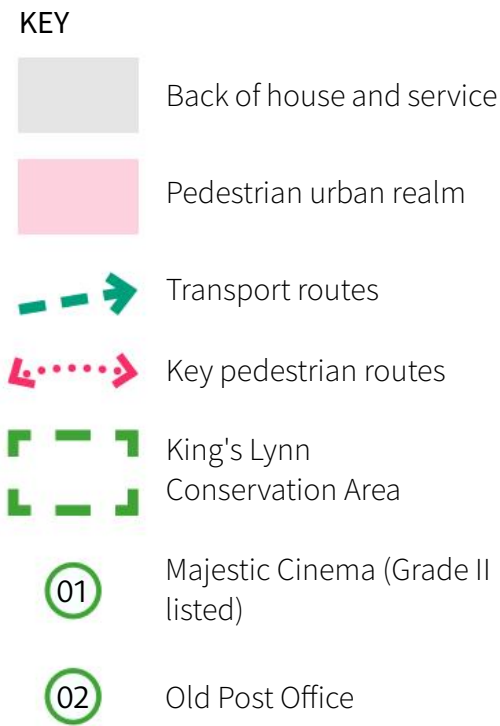 KEY
Back of house and service
Pedestrian urban realm
Transport routes
Key pedestrian routes
King's Lynn
Conservation Area
01
Majestic Cinema (Grade II
listed)
02
Old Post Office